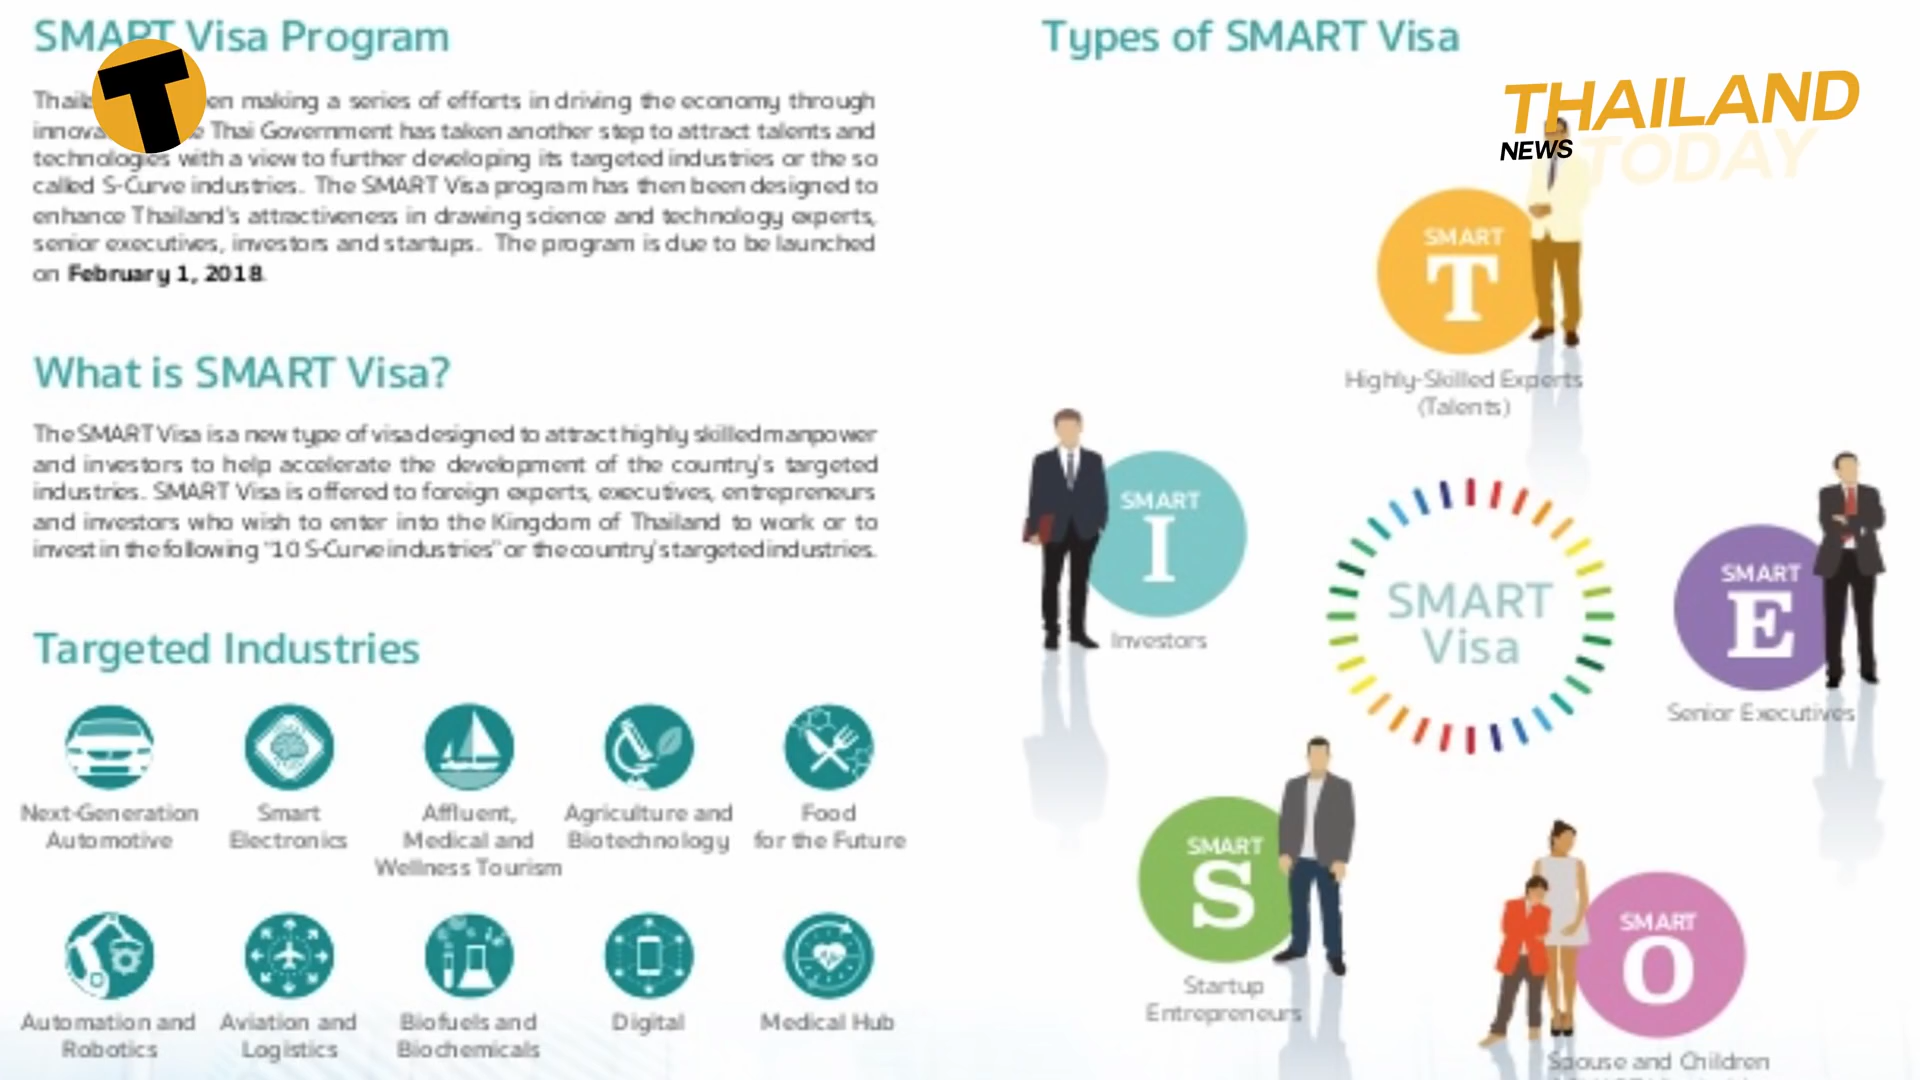 SMART Visa Program
Thaila en making a series of efforts in driving the economy through
innova e Thai Government has taken another step to attract talents and
technologies with a view to further developing its targeted industries or the so
called S-Curve industries. The SMART Visa program has then been designed to
enhance Thailand's attractiveness in drawing science and technology experts,
senior executives, investors and startups. The program is due to be launched
on February 1, 2018.
T
What is SMART Visa?
The SMART Visa is a new type of visa designed to attract highly skilled manpower
and investors to help accelerate the development of the country's targeted
industries. SMART Visa is offered to foreign experts, executives, entrepreneurs
and investors who wish to enter into the Kingdom of Thailand to work or to
invest in the following "10 S-Curve industries" or the country's targeted industries.
Targeted Industries
Next-Generation
Automotive
Smart
Electronics
Affluent,
Medical and
Wellness Tourism
Agriculture and
Biotechnology
Food
for the Future
Automation and
Robotics
Aviation and
Logistics
Biofuels and
Biochemicals
Digital
Medical Hub
Types of SMART Visa
THAILAND
NEWS TODAY
SMART
T
Highly-Skilled Experts
(Talents)
SMART
I
Investors
SMART
Visa
SMART
E
Senior Executives
SMART
S
Startup
Entrepreneurs
SMART
O
Spouse and Children